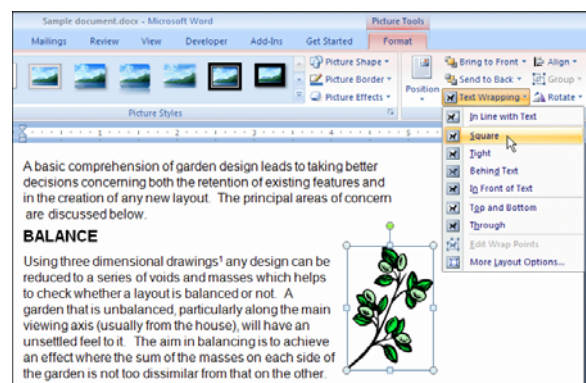 Sample document.docx - Microsoft Word
Picture Tools
Mailings Review View Developer Add-Ins Get Started Format
Picture Shape
Picture Border
Picture Effects
Position
Bring to Front
Send to Back
Text Wrapping
Align
Group
Rotate
Picture Styles
In Line with Text
Square
Tight
Behind Text
In Front of Text
Top and Bottom
Through
Edit Wrap Points
More Layout Options...
1 2 3 4 5
A basic comprehension of garden design leads to taking better
decisions concerning both the retention of existing features and
in the creation of any new layout. The principal areas of concern
are discussed below.
BALANCE
Using three dimensional drawings¹ any design can be
reduced to a series of voids and masses which helps
to check whether a layout is balanced or not. A
garden that is unbalanced, particularly along the main
viewing axis (usually from the house), will have an
unsettled feel to it. The aim in balancing is to achieve
an effect where the sum of the masses on each side of
the garden is not too dissimilar from that on the other.